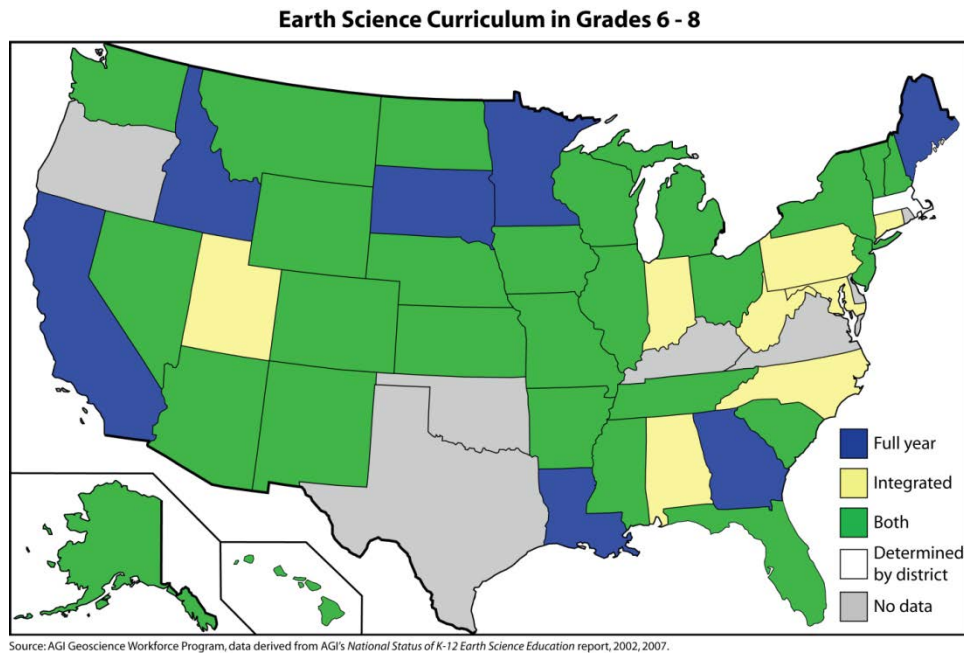 Earth Science Curriculum in Grades 6 - 8
Full year
Integrated
Both
Determined
by district
No data
Source: AGI Geoscience Workforce Program, data derived from AGI's National Status of K-12 Earth Science Education report, 2002, 2007.